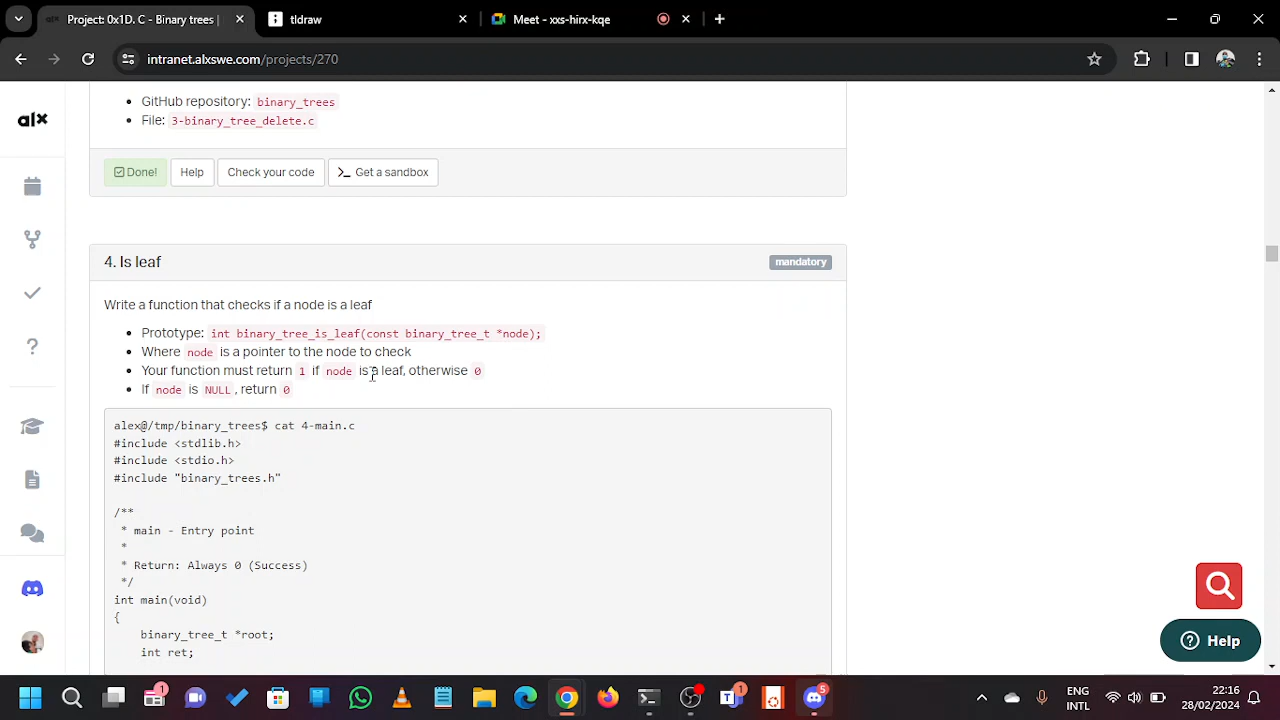 Project: 0x1D. C - Binary trees |
tldraw
Meet - xxs-hirx-kqe
intranet.alxswe.com/projects/270
alx
• GitHub repository: binary_trees
• File: 3-binary_tree_delete.c
Done! Help Check your code >_ Get a sandbox
4. Is leaf
mandatory
Write a function that checks if a node is a leaf
• Prototype: int binary_tree_is_leaf(const binary_tree_t *node);
• Where node is a pointer to the node to check
• Your function must return 1 if node is a leaf, otherwise 0
• If node is NULL, return 0
alex@/tmp/binary_trees$ cat 4-main.c
#include <stdlib.h>
#include <stdio.h>
#include "binary_trees.h"
/**
* main - Entry point
*
* Return: Always 0 (Success)
*/
int main(void)
{
binary_tree_t *root;
int ret;
? Help
1
1
5
ENG
INTL
22:16
28/02/2024